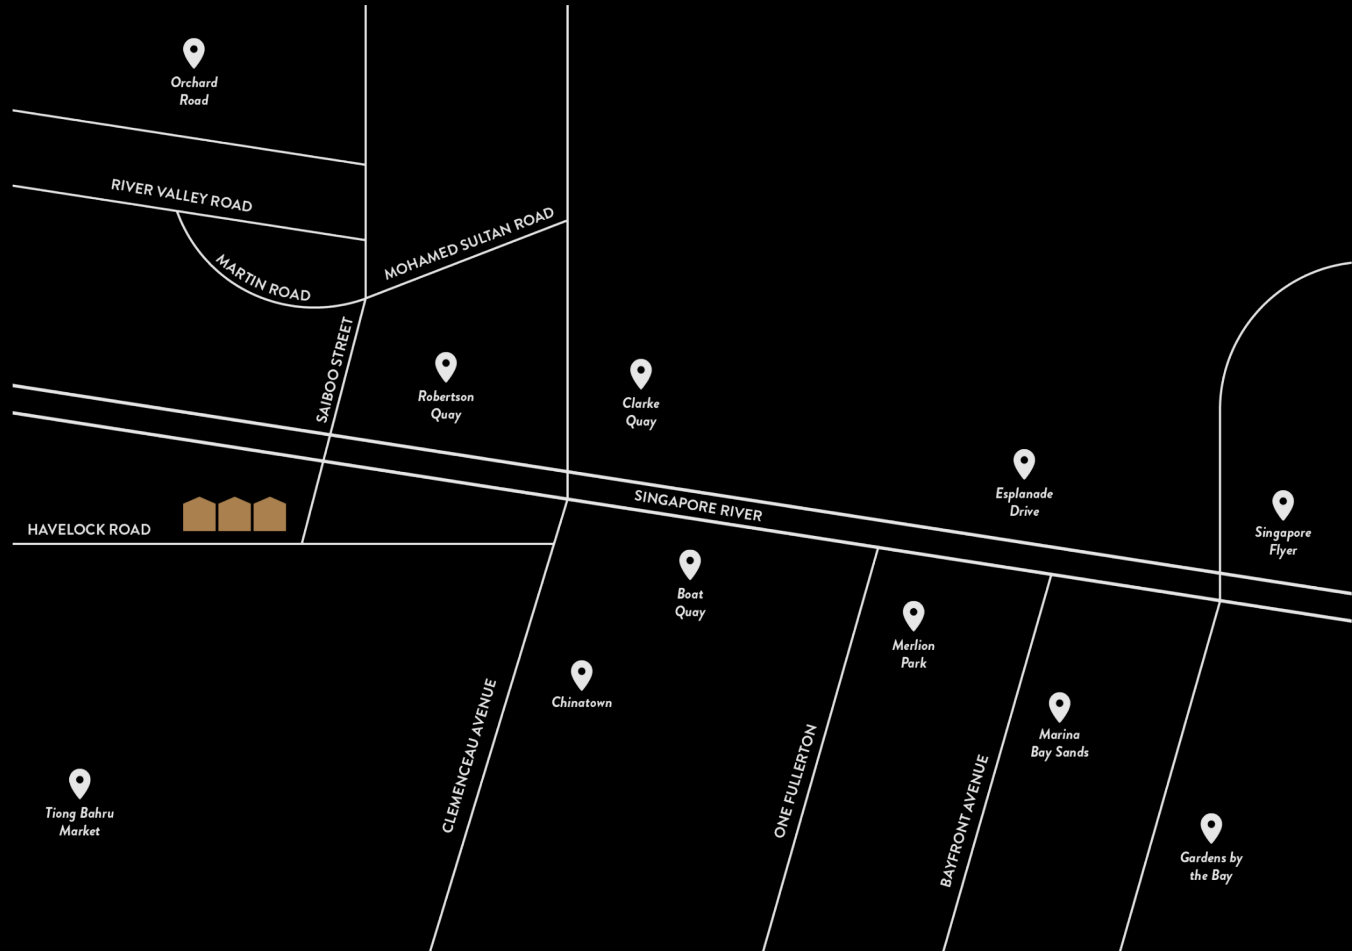 Orchard
Road
RIVER VALLEY ROAD
MOHAMED SULTAN ROAD
MARTIN ROAD
SAIBOO STREET
Robertson
Quay
Clarke
Quay
Esplanade
Drive
SINGAPORE RIVER
Singapore
Flyer
HAVELOCK ROAD
Boat
Quay
Merlion
Park
Chinatown
Marina
Bay Sands
CLEMENCEAU AVENUE
ONE FULLERTON
BAYFRONT AVENUE
Tiong Bahru
Market
Gardens by
the Bay